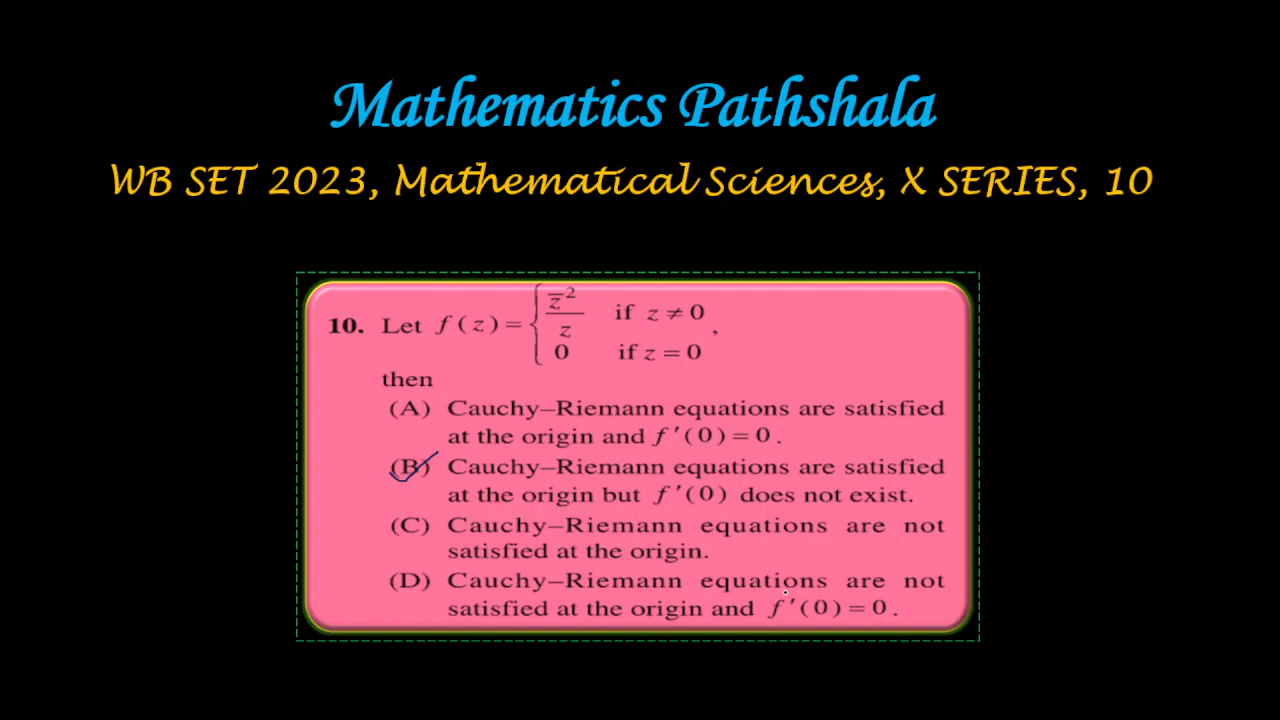 Mathematics Pathshala
WB SET 2023, Mathematical Sciences, X SERIES, 10
10. Let f(z) = { z̅² / z if z ≠ 0
0 if z = 0 ,
then
(A) Cauchy–Riemann equations are satisfied
at the origin and f′(0) = 0.
(B) Cauchy–Riemann equations are satisfied
at the origin but f′(0) does not exist.
(C) Cauchy–Riemann equations are not
satisfied at the origin.
(D) Cauchy–Riemann equations are not
satisfied at the origin and f′(0) = 0.